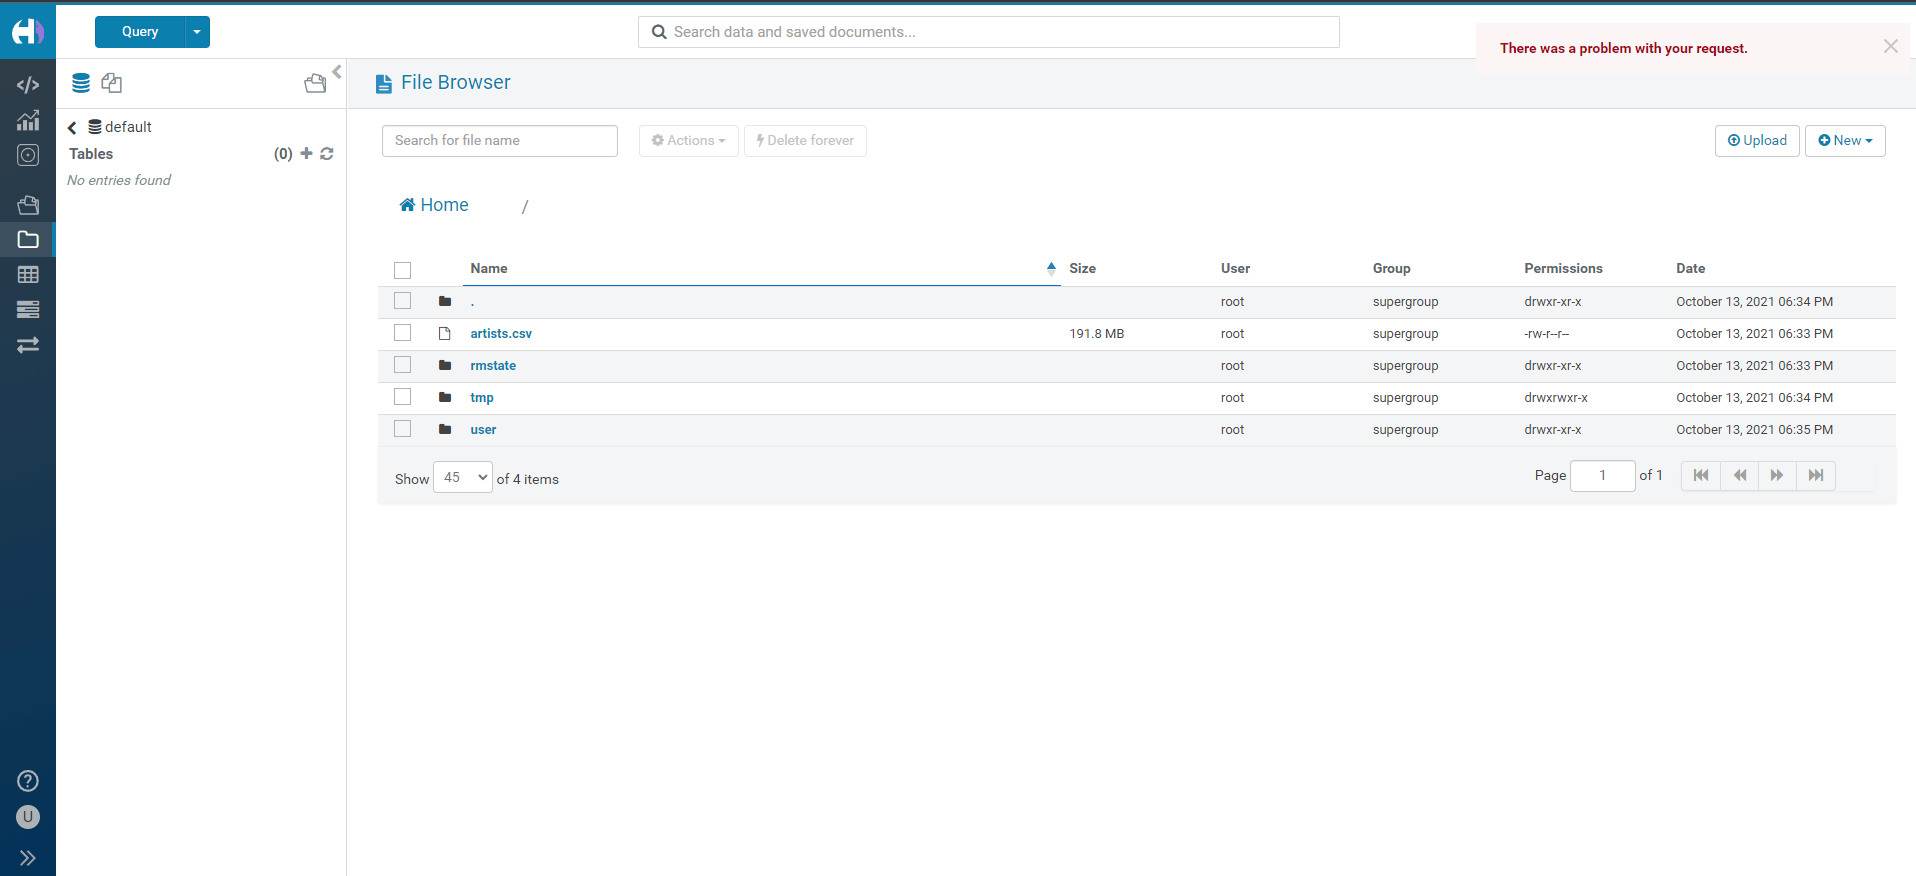 Query
Search data and saved documents...
There was a problem with your request.
File Browser
default
Tables (0)
No entries found
Search for file name
Actions
Delete forever
Upload
New
Home /
Name Size User Group Permissions Date
. root supergroup drwxr-xr-x October 13, 2021 06:34 PM
artists.csv 191.8 MB root supergroup -rw-r--r-- October 13, 2021 06:33 PM
rmstate root supergroup drwxr-xr-x October 13, 2021 06:33 PM
tmp root supergroup drwxrwxr-x October 13, 2021 06:34 PM
user root supergroup drwxr-xr-x October 13, 2021 06:35 PM
Show 45 of 4 items Page 1 of 1
U